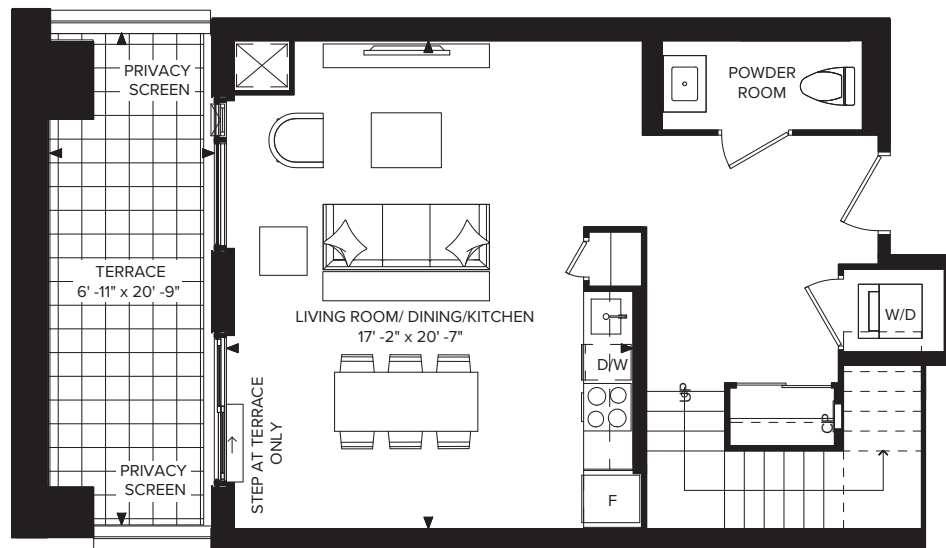 PRIVACY
SCREEN
POWDER
ROOM
TERRACE
6' -11" x 20' -9"
LIVING ROOM/ DINING/KITCHEN
17' -2" x 20' -7"
W/D
D/W
UP
CP
STEP AT TERRACE
ONLY
PRIVACY
SCREEN
F